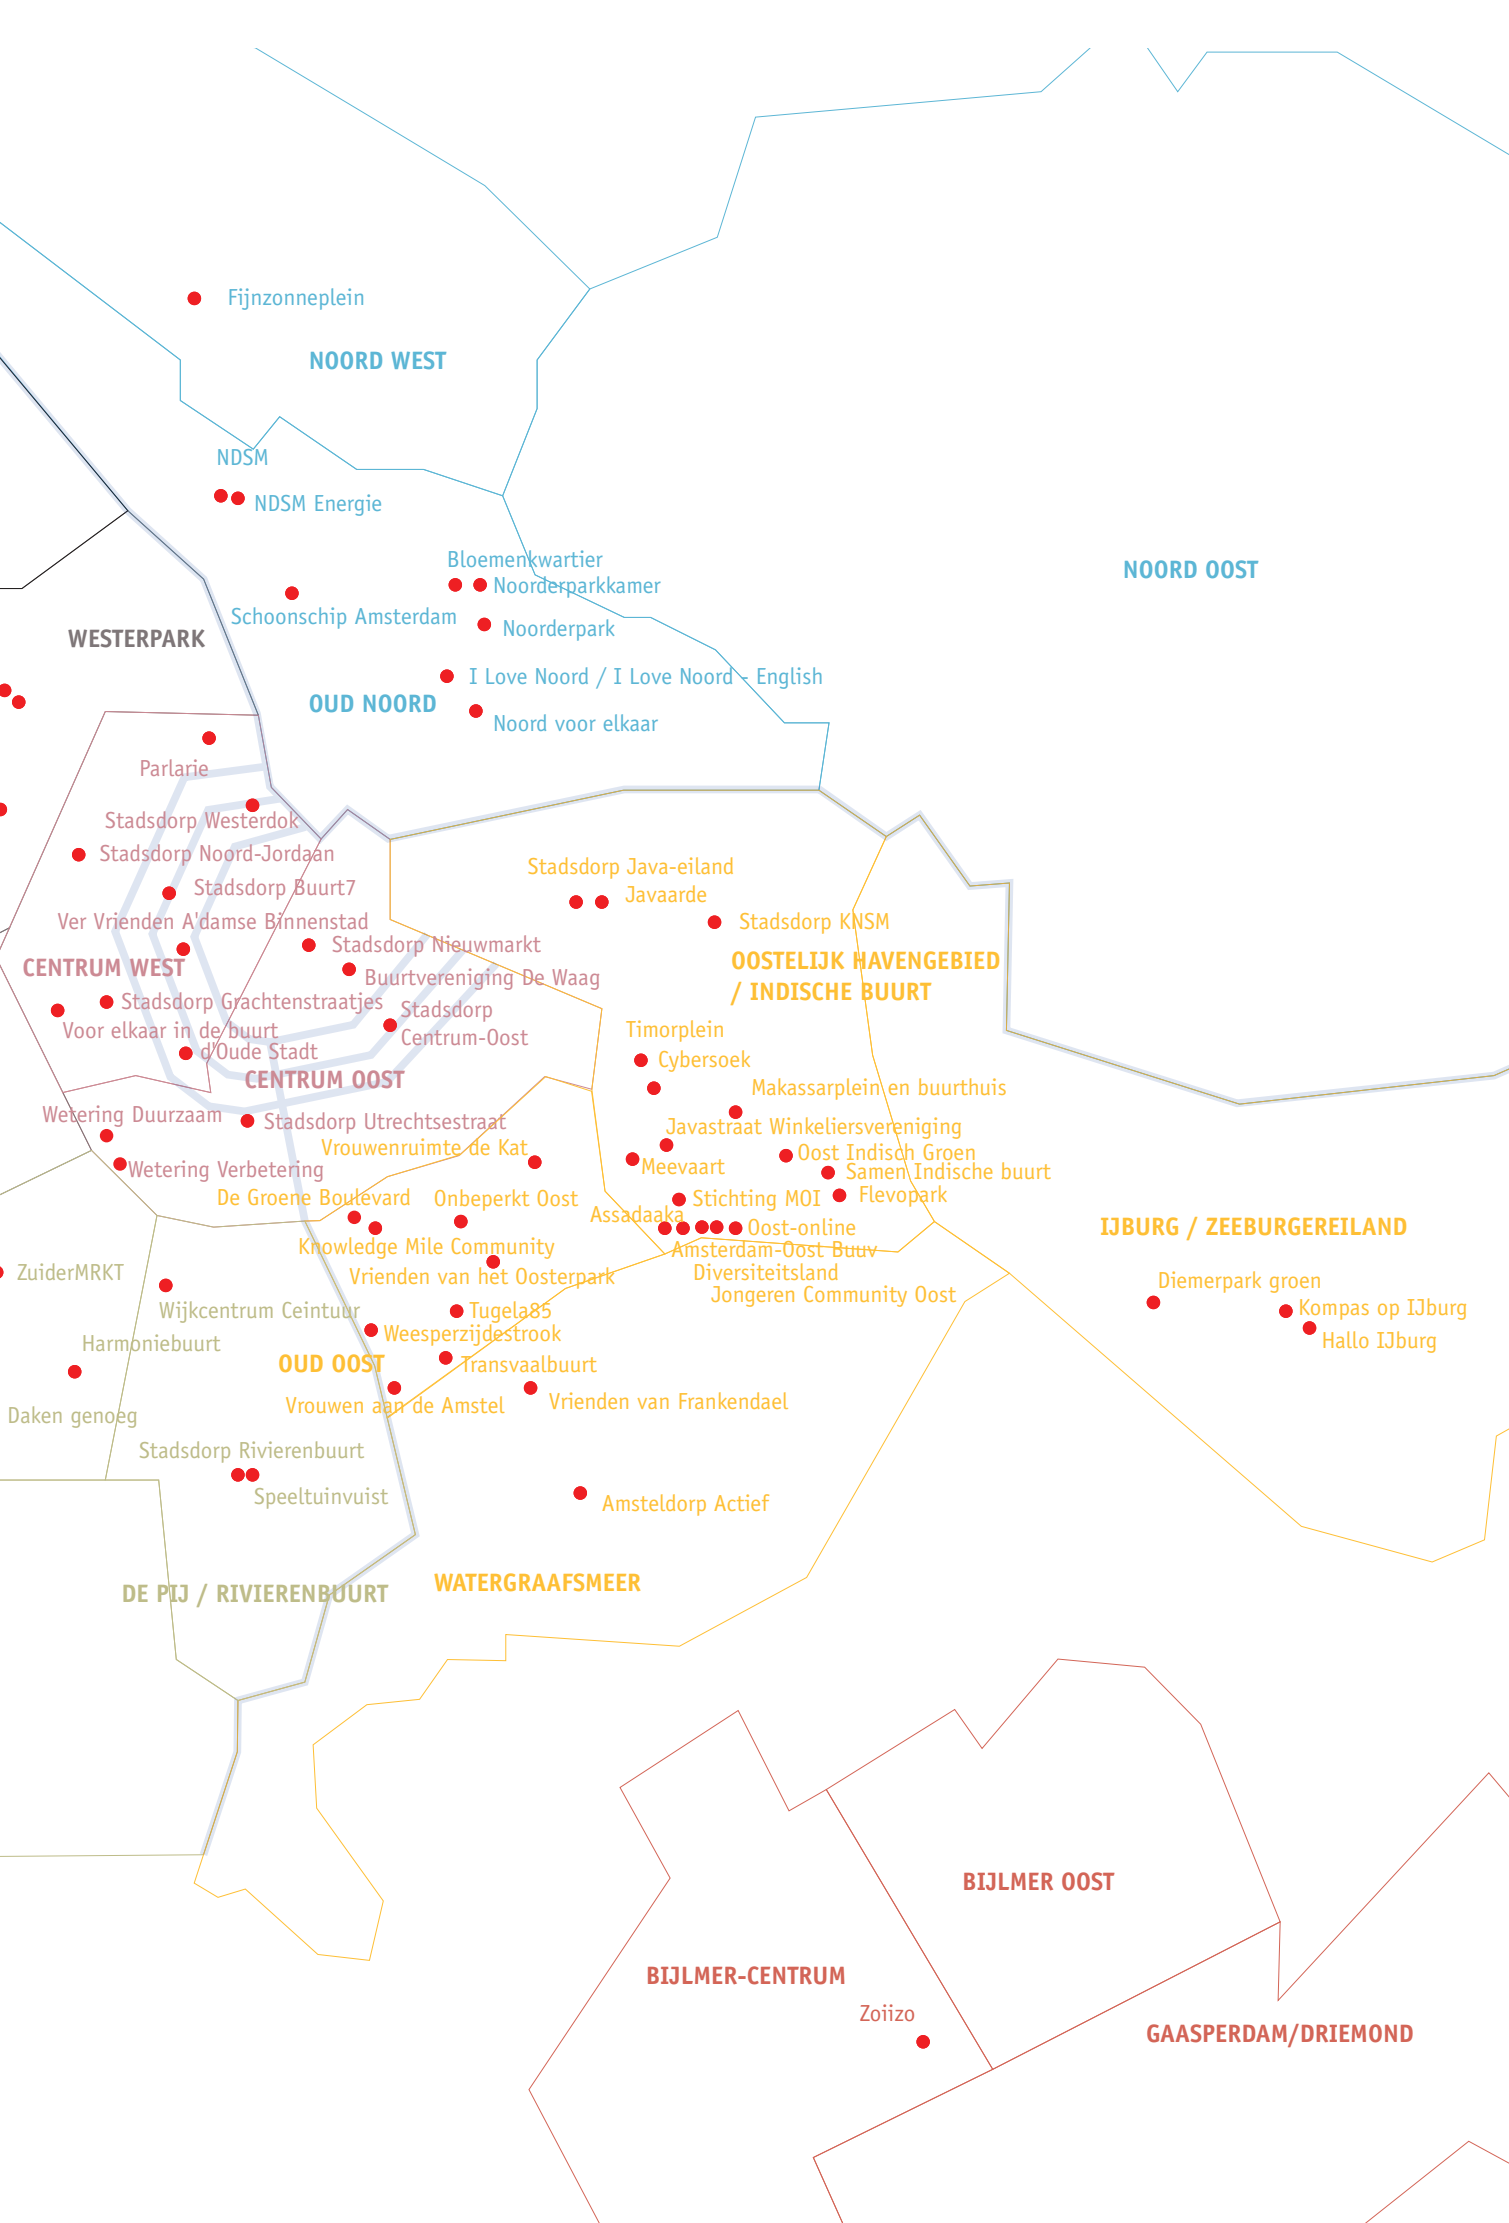 Fijnzonneplein
NOORD WEST
NDSM
NDSM Energie
Bloemenkwartier
NOORD OOST
Noorderparkkamer
Schoonschip Amsterdam
Noorderpark
WESTERPARK
I Love Noord / I Love Noord - English
OUD NOORD
Noord voor elkaar
Parlarie
Stadsdorp Westerdok
Stadsdorp Noord-Jordaan
Stadsdorp Java-eiland
Stadsdorp Buurt7
Javaarde
Ver Vrienden A'damse Binnenstad
Stadsdorp KNSM
Stadsdorp Nieuwmarkt
OOSTELIJK HAVENGEBIED
/ INDISCHE BUURT
CENTRUM WEST
Buurtvereniging De Waag
Stadsdorp Grachtenstraatjes
Stadsdorp
Centrum-Oost
Voor elkaar in de buurt
Timorplein
d'Oude Stadt
Cybersoek
CENTRUM OOST
Makassarplein en buurthuis
Wetering Duurzaam
Stadsdorp Utrechtsestraat
Javastraat Winkeliersvereniging
Vrouwenruimte de Kat
Oost Indisch Groen
Wetering Verbetering
Meevaart
Samen Indische buurt
De Groene Boulevard
Onbeperkt Oost
Stichting MOI
Flevopark
Assadaaka
Oost-online
IJBURG / ZEEBURGEREILAND
Knowledge Mile Community
Amsterdam-Oost Buuv
ZuiderMRKT
Vrienden van het Oosterpark
Diversiteitsland
Diemerpark groen
Jongeren Community Oost
Wijkcentrum Ceintuur
Tugela85
Kompas op IJburg
Weesperzijdestrook
Harmoniebuurt
Hallo IJburg
OUD OOST
Transvaalbuurt
Vrouwen aan de Amstel
Vrienden van Frankendael
Daken genoeg
Stadsdorp Rivierenbuurt
Speeltuinvuist
Amsteldorp Actief
DE PIJ / RIVIERENBUURT
WATERGRAAFSMEER
BIJLMER OOST
BIJLMER-CENTRUM
Zoiizo
GAASPERDAM/DRIEMOND